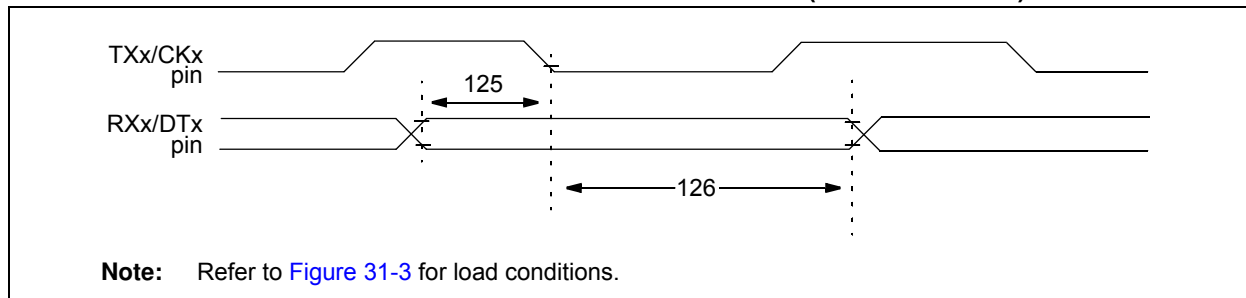 TXx/CKx
pin
125
RXx/DTx
pin
126
Note: Refer to Figure 31-3 for load conditions.